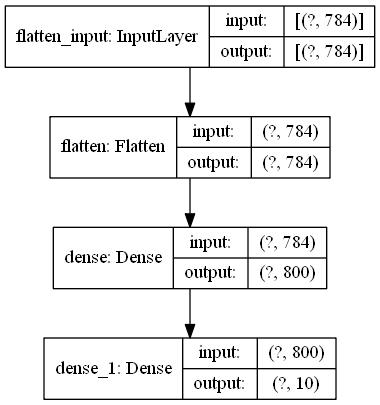 flatten_input: InputLayer
input:
[(?, 784)]
output:
[(?, 784)]
flatten: Flatten
input:
(?, 784)
output:
(?, 784)
dense: Dense
input:
(?, 784)
output:
(?, 800)
dense_1: Dense
input:
(?, 800)
output:
(?, 10)